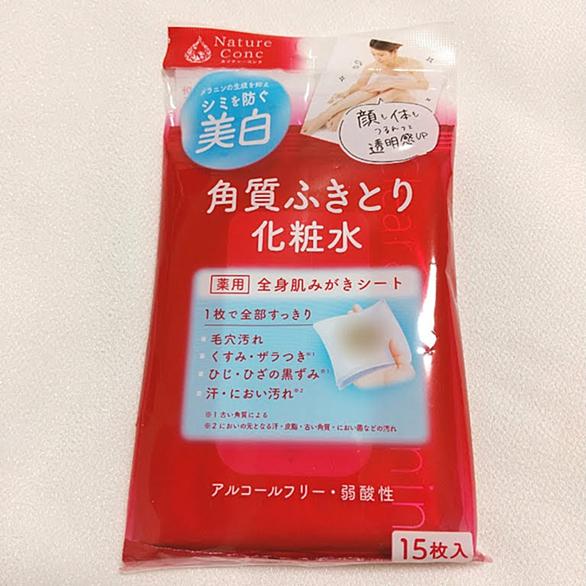 Nature
Conc
ネイチャーコンク
メラニンの生成を抑え
シミを防ぐ
美白
顔も体も
つるんっと
透明感UP
角質ふきとり
化粧水
薬用 全身肌みがきシート
1枚で全部すっきり
毛穴汚れ
くすみ・ザラつき※1
ひじ・ひざの黒ずみ※1
汗・におい汚れ※2
※1 古い角質による
※2 においの元となる汗・皮脂・古い角質・におい菌などの汚れ
アルコールフリー・弱酸性
15枚入